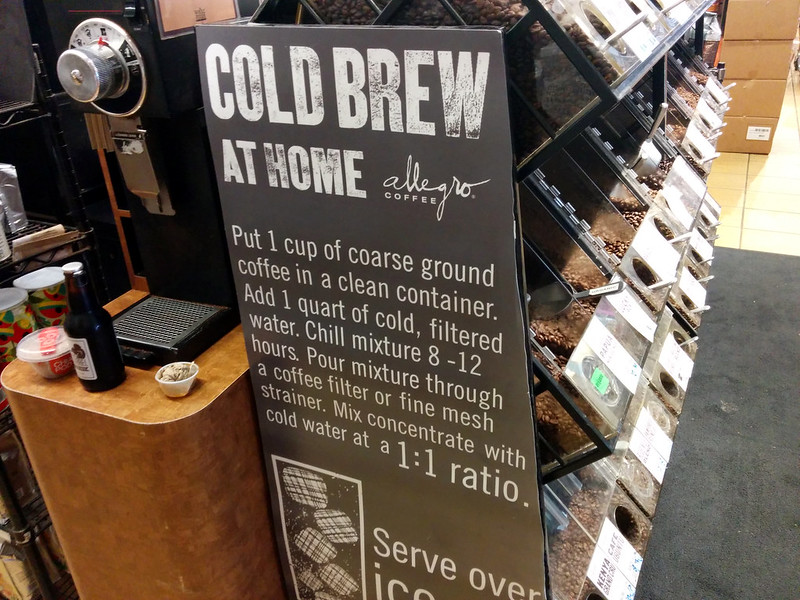 COLD BREW
AT HOME
allegro
COFFEE
Put 1 cup of coarse ground
coffee in a clean container.
Add 1 quart of cold, filtered
water. Chill mixture 8 -12
hours. Pour mixture through
a coffee filter or fine mesh
strainer. Mix concentrate with
cold water at a 1:1 ratio.
Serve over
ice
KENYA